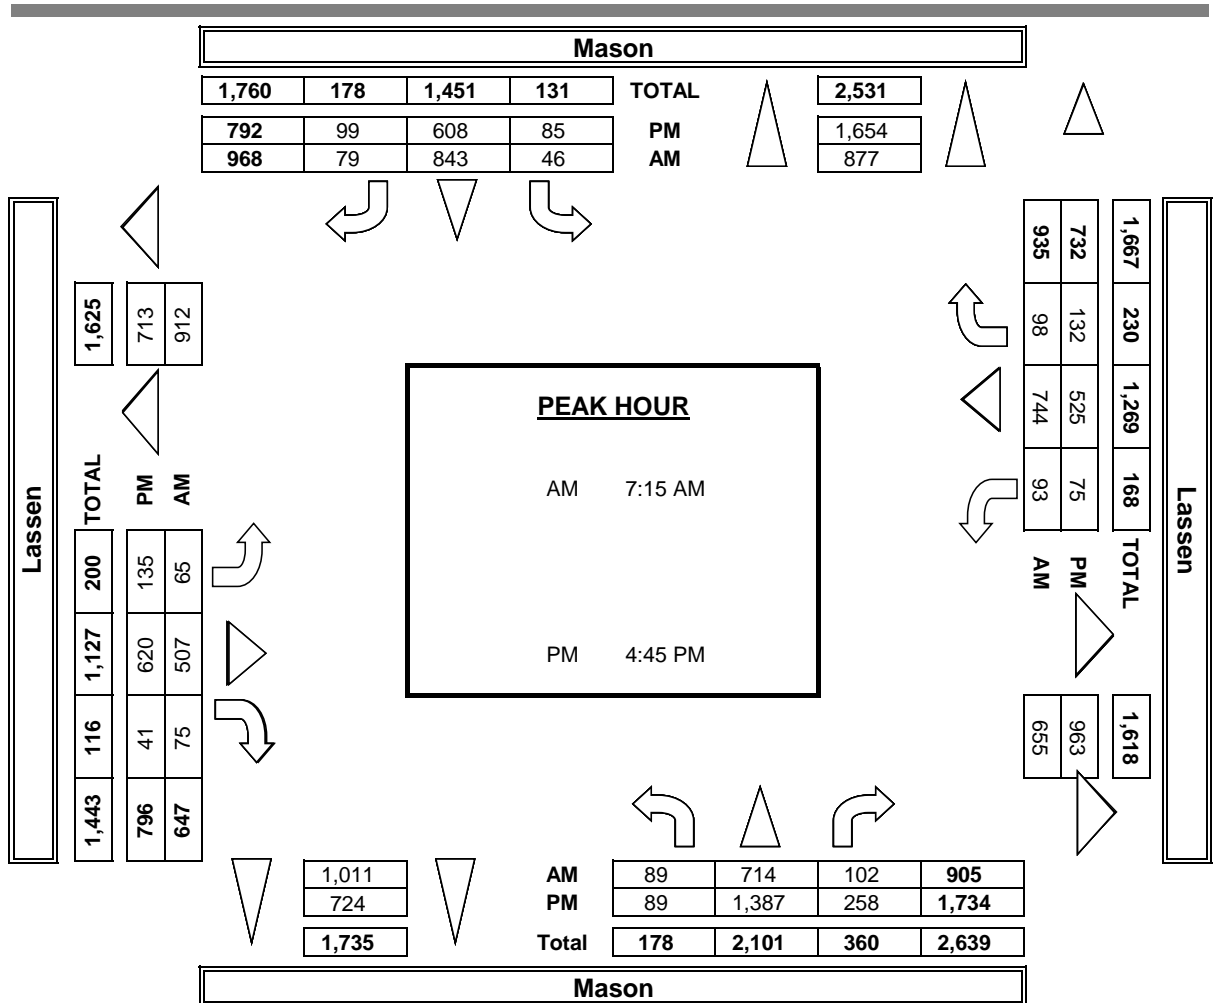 Mason
1,760 178 1,451 131 TOTAL 2,531
792 99 608 85 PM 1,654
968 79 843 46 AM 877
Lassen
1,625 713 912
TOTAL PM AM
200 135 65
1,127 620 507
116 41 75
1,443 796 647
PEAK HOUR
AM 7:15 AM
PM 4:45 PM
935 732 1,667
98 132 230
744 525 1,269
93 75 168
AM PM TOTAL
655 963 1,618
Lassen
1,011 AM 89 714 102 905
724 PM 89 1,387 258 1,734
1,735 Total 178 2,101 360 2,639
Mason